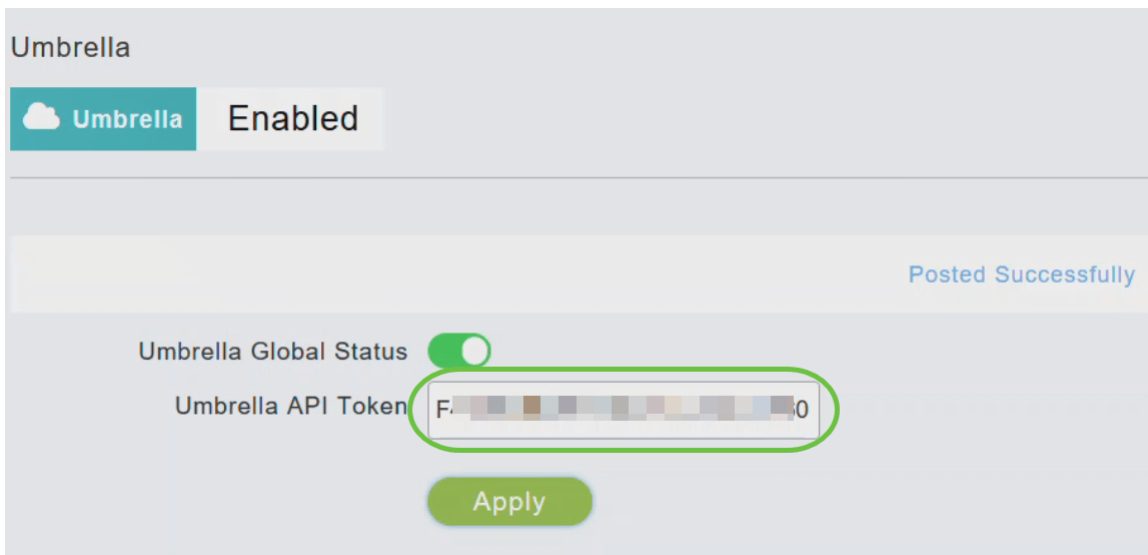 Umbrella
Umbrella Enabled
Posted Successfully
Umbrella Global Status
Umbrella API Token
Apply